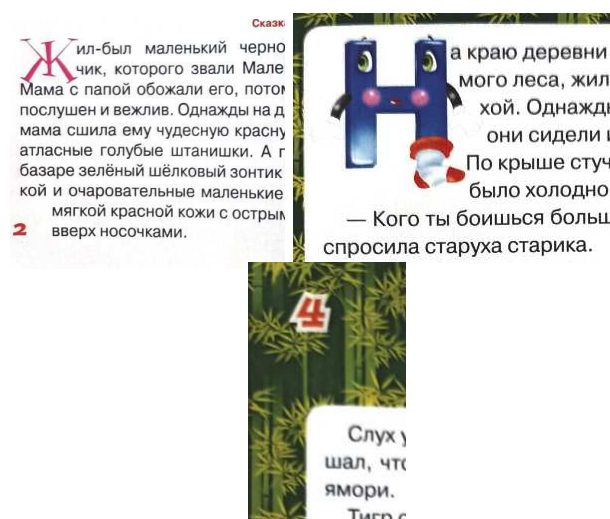 Сказк
Жил-был маленький черно
чик, которого звали Мале
Мама с папой обожали его, пото
послушен и вежлив. Однажды на д
мама сшила ему чудесную красну
атласные голубые штанишки. А п
базаре зелёный шёлковый зонтик
кой и очаровательные маленькие
мягкой красной кожи с острым
2 вверх носочками.
На краю деревни
мого леса, жил
хой. Однажды
они сидели и
По крыше стуч
было холодно
— Кого ты боишься больш
спросила старуха старика.
4
Слух у
шал, что
ямори.
Тигр с